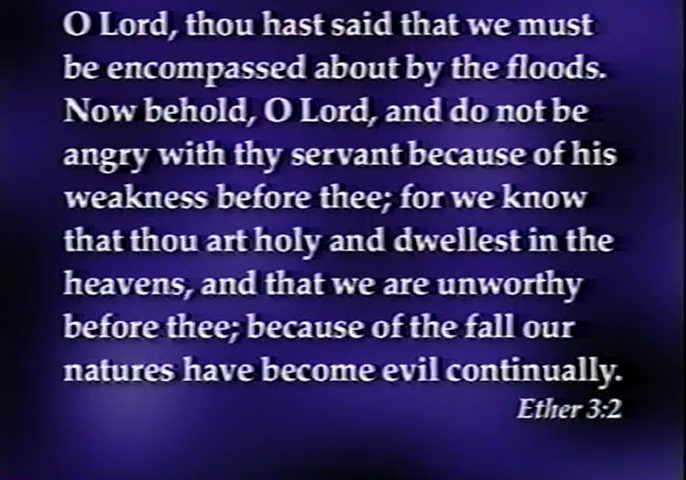 O Lord, thou hast said that we must
be encompassed about by the floods.
Now behold, O Lord, and do not be
angry with thy servant because of his
weakness before thee; for we know
that thou art holy and dwellest in the
heavens, and that we are unworthy
before thee; because of the fall our
natures have become evil continually.
Ether 3:2